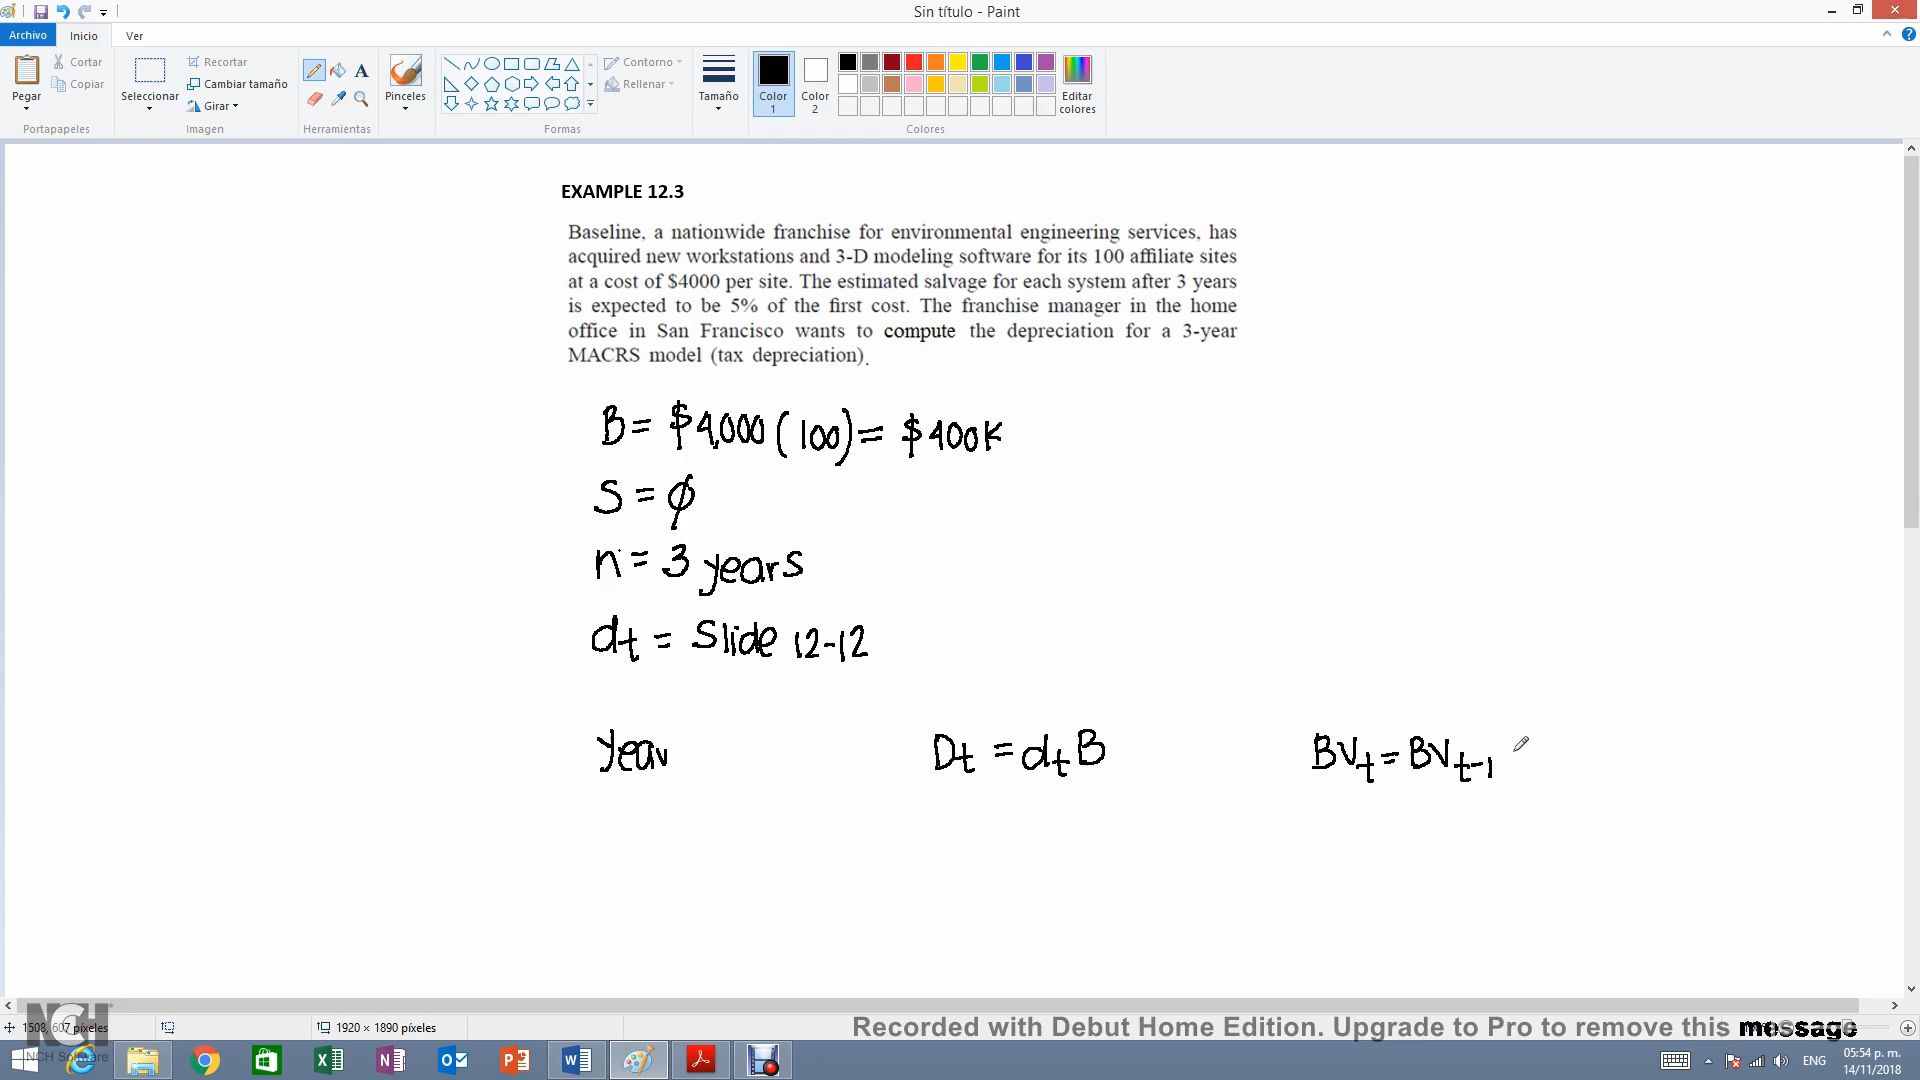 Sin título - Paint
Archivo Inicio Ver
Pegar
Cortar
Copiar
Portapapeles
Seleccionar
Recortar
Cambiar tamaño
Girar
Imagen
A
Herramientas
Pinceles
Contorno
Rellenar
Formas
Tamaño
Color 1
Color 2
Editar colores
Colores
EXAMPLE 12.3
Baseline, a nationwide franchise for environmental engineering services, has
acquired new workstations and 3-D modeling software for its 100 affiliate sites
at a cost of $4000 per site. The estimated salvage for each system after 3 years
is expected to be 5% of the first cost. The franchise manager in the home
office in San Francisco wants to compute the depreciation for a 3-year
MACRS model (tax depreciation).
B = $4,000 (100) = $400K
S = ϕ
n = 3 years
dt = Slide 12-12
year Dt = dt B BVt = BVt-1
1508, 607 píxeles 1920 × 1890 píxeles
Recorded with Debut Home Edition. Upgrade to Pro to remove this message
NCH
NCH Software
ENG
05:54 p. m.
14/11/2018